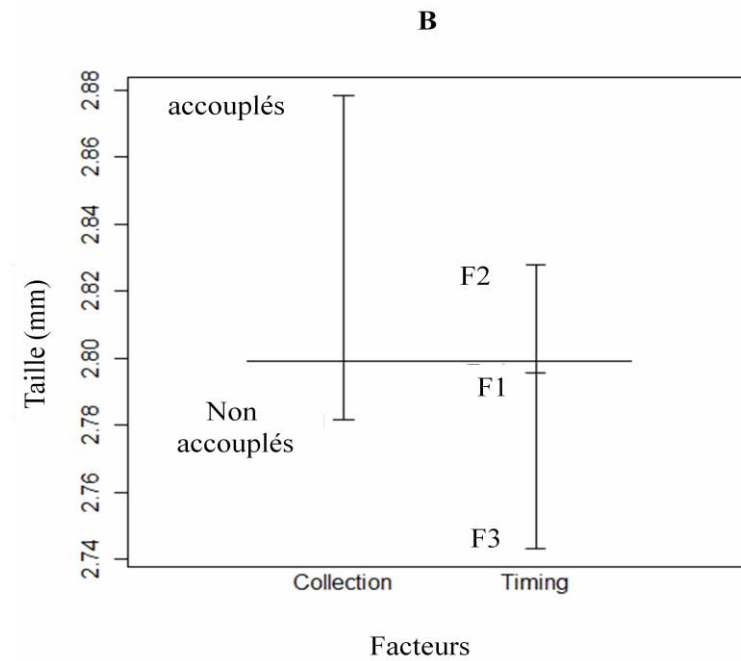 B
2.88
accouplés
2.86
2.84
F2
2.82
Taille (mm)
2.80
F1
Non
accouplés
2.78
2.76
F3
2.74
Collection
Timing
Facteurs